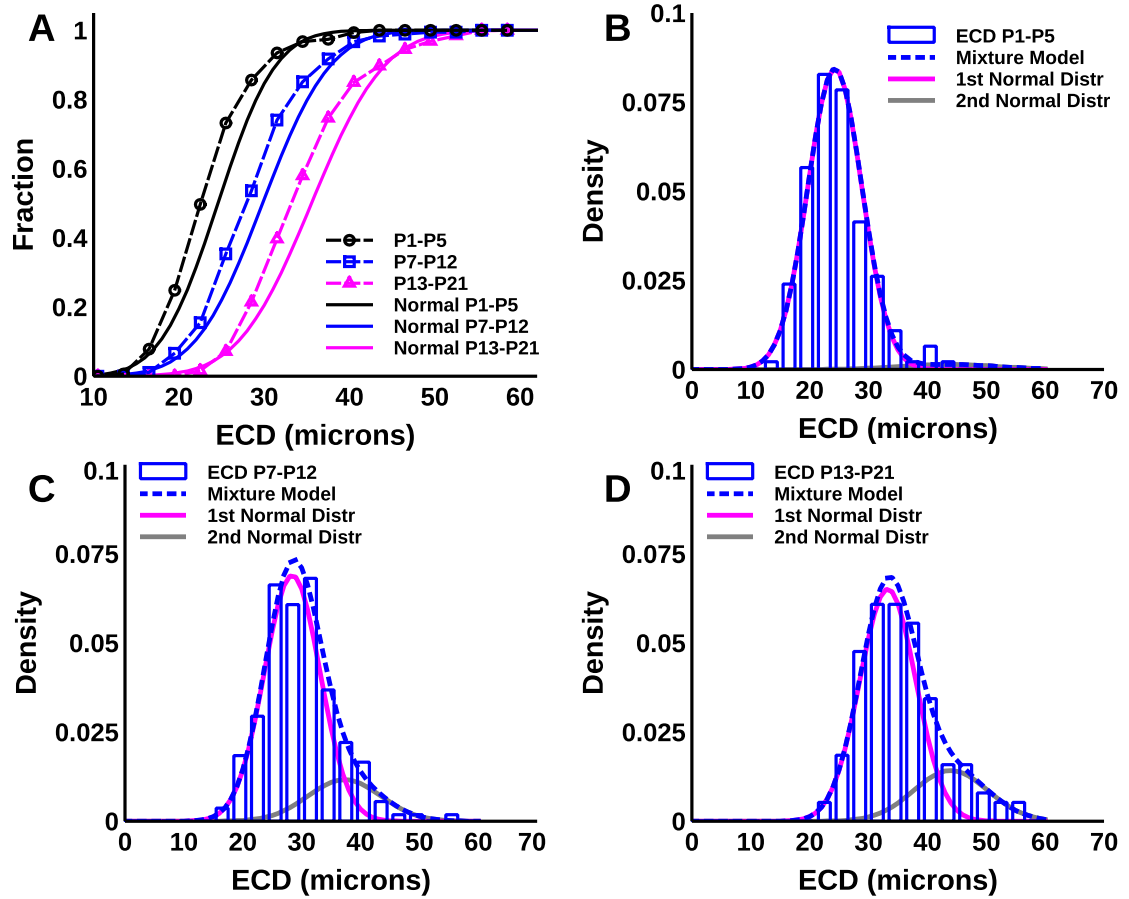 A
1
0.8
0.6
0.4
0.2
0
Fraction
10 20 30 40 50 60
ECD (microns)
P1-P5
P7-P12
P13-P21
Normal P1-P5
Normal P7-P12
Normal P13-P21
B
0.1
0.075
0.05
0.025
0
Density
0 10 20 30 40 50 60 70
ECD (microns)
ECD P1-P5
Mixture Model
1st Normal Distr
2nd Normal Distr
C
0.1
0.075
0.05
0.025
0
Density
0 10 20 30 40 50 60 70
ECD (microns)
ECD P7-P12
Mixture Model
1st Normal Distr
2nd Normal Distr
D
0.1
0.075
0.05
0.025
0
Density
0 10 20 30 40 50 60 70
ECD (microns)
ECD P13-P21
Mixture Model
1st Normal Distr
2nd Normal Distr